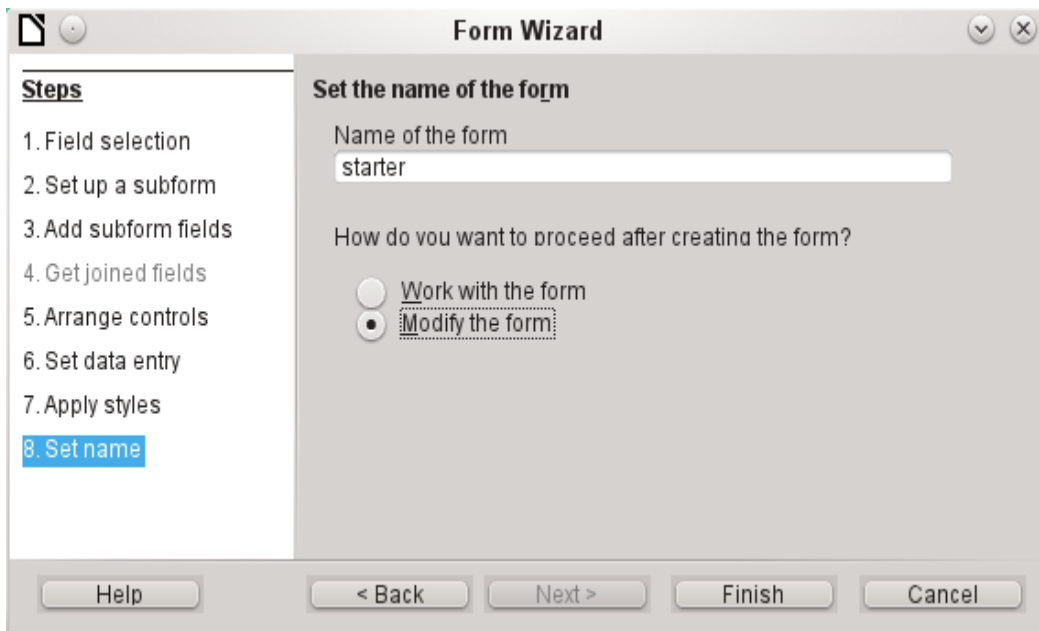 Form Wizard
Steps
1. Field selection
2. Set up a subform
3. Add subform fields
4. Get joined fields
5. Arrange controls
6. Set data entry
7. Apply styles
8. Set name
Set the name of the form
Name of the form
starter
How do you want to proceed after creating the form?
Work with the form
Modify the form
Help
< Back
Next >
Finish
Cancel